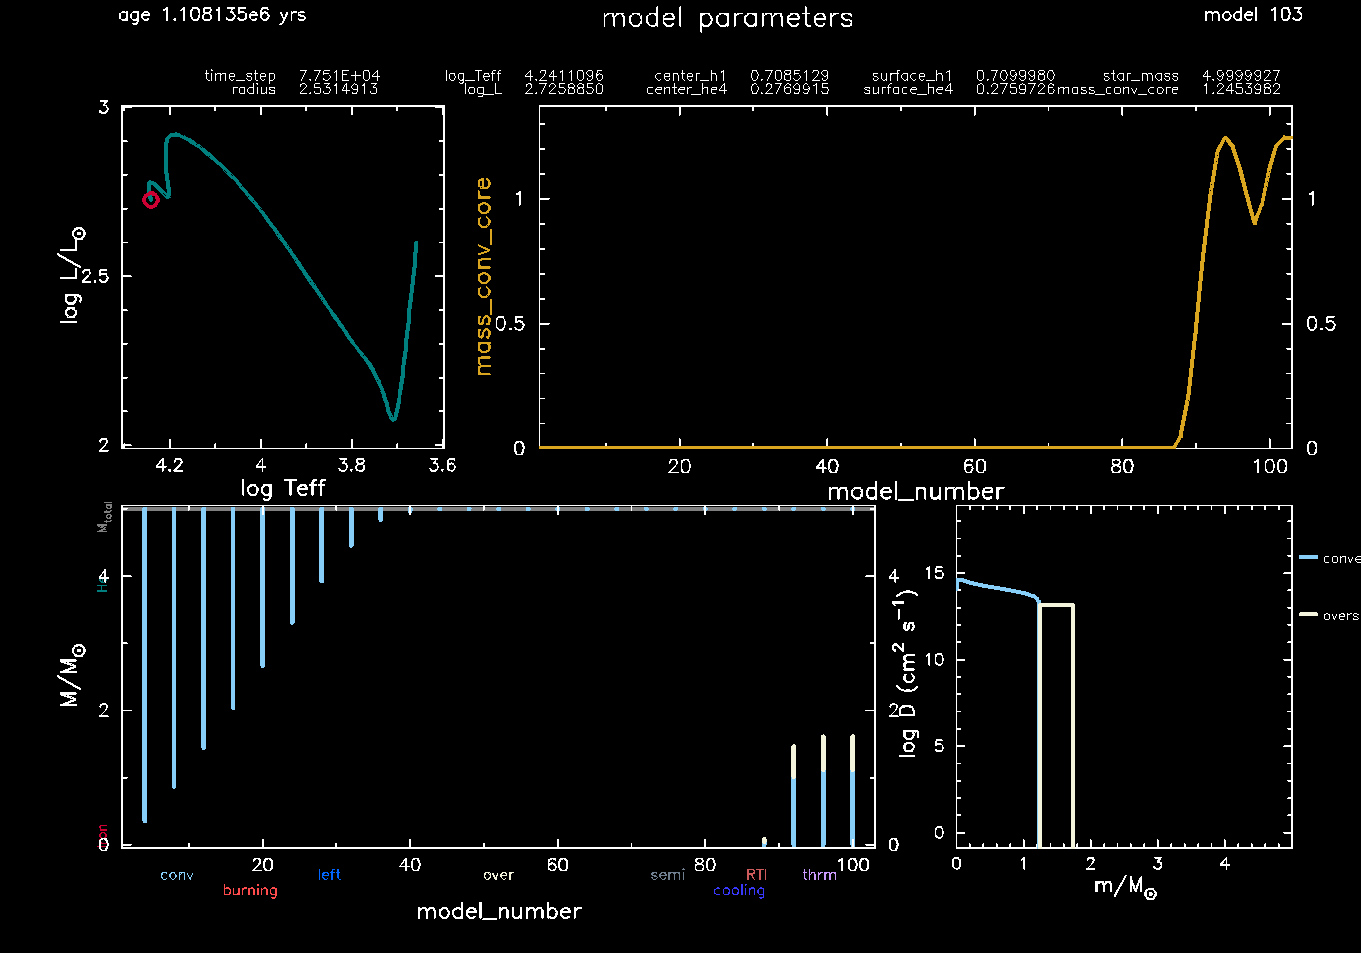 age 1.108135e6 yrs
model parameters
model 103
time_step 7.751E+04 log_Teff 4.2411096 center_h1 0.7085129 surface_h1 0.7099980 star_mass 4.9999927
radius 2.5314913 log_L 2.7258850 center_he4 0.2769915 surface_he4 0.2759726 mass_conv_core 1.2453982
3
2.5
2
log L/L☉
4.2 4 3.8 3.6
log Teff
mass_conv_core
1
0.5
0
1
0.5
0
20 40 60 80 100
model_number
Mtotal
He
4
2
0
M/M☉
4
2
0
20 40 60 80 100
conv left over semi RTI thrm
burning cooling
model_number
log D (cm² s⁻¹)
15
10
5
0
0 1 2 3 4
m/M☉
conve
overs